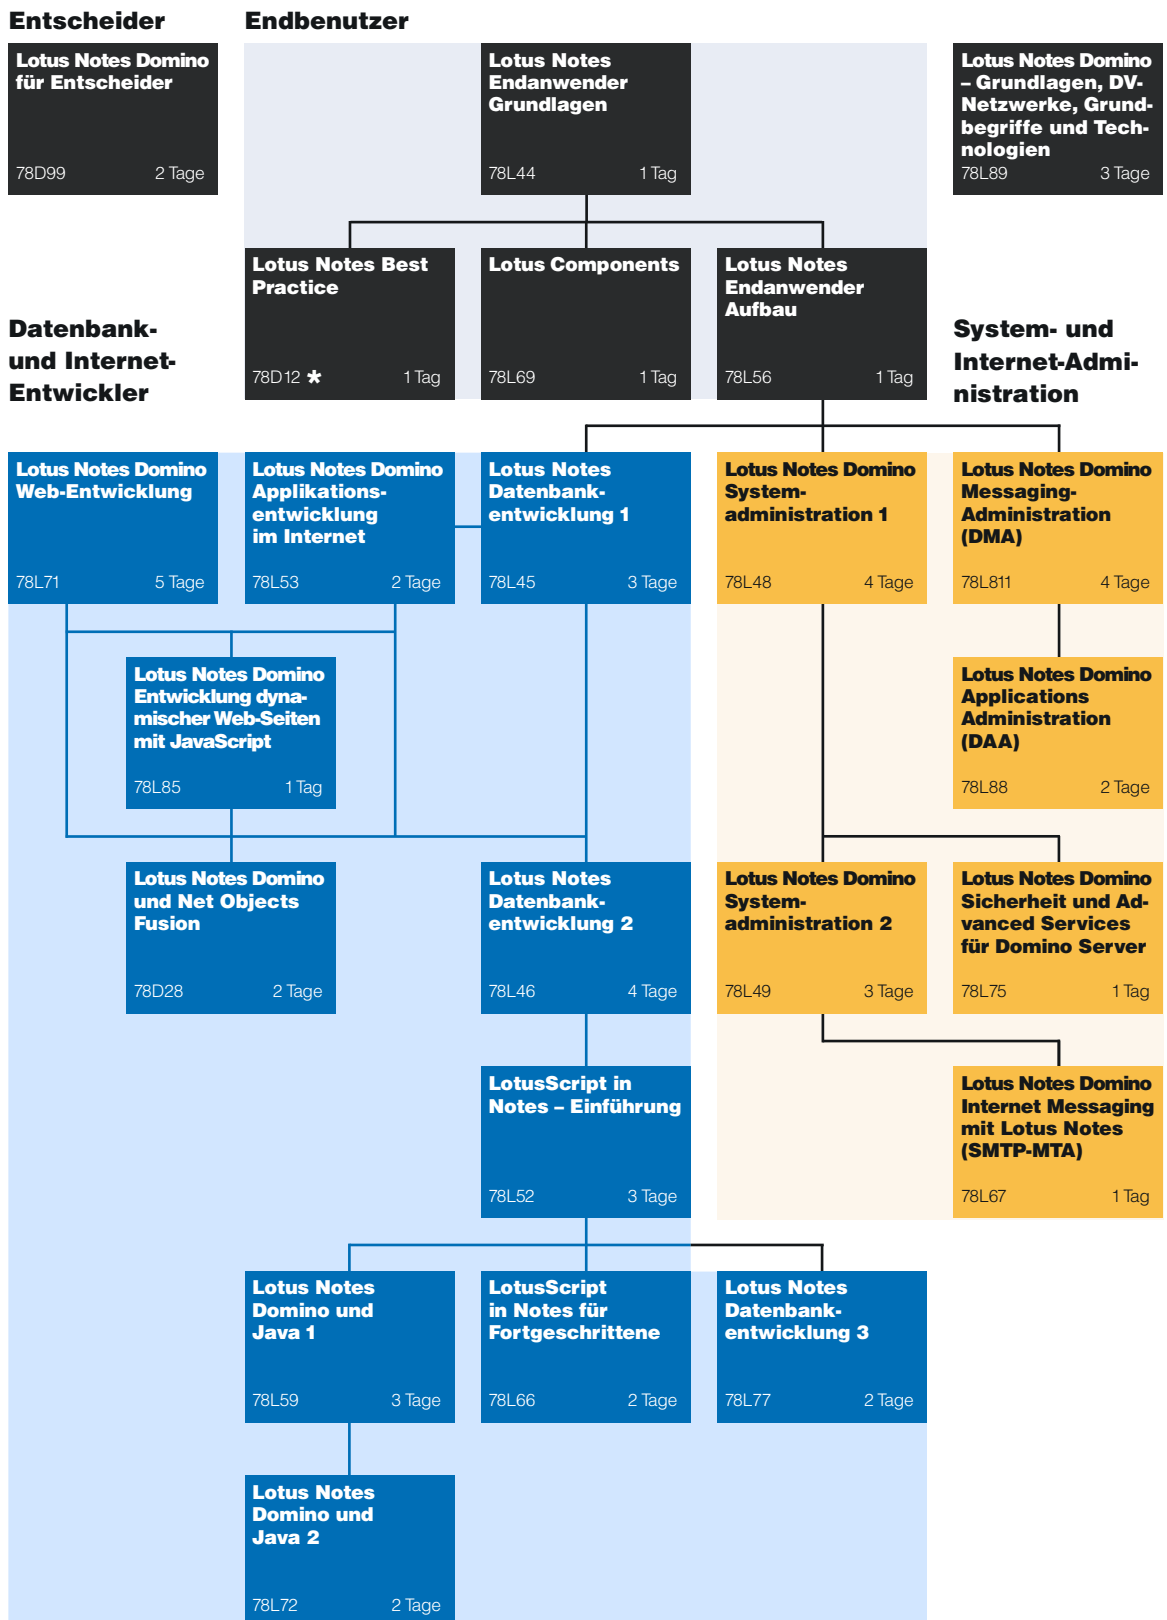 Entscheider
Endbenutzer
Lotus Notes Domino
für Entscheider
78D99 2 Tage
Lotus Notes
Endanwender
Grundlagen
78L44 1 Tag
Lotus Notes Domino
– Grundlagen, DV-
Netzwerke, Grund-
begriffe und Tech-
nologien
78L89 3 Tage
Lotus Notes Best
Practice
78D12 * 1 Tag
Lotus Components
78L69 1 Tag
Lotus Notes
Endanwender
Aufbau
78L56 1 Tag
Datenbank-
und Internet-
Entwickler
System- und
Internet-Admi-
nistration
Lotus Notes Domino
Web-Entwicklung
78L71 5 Tage
Lotus Notes Domino
Applikations-
entwicklung
im Internet
78L53 2 Tage
Lotus Notes
Datenbank-
entwicklung 1
78L45 3 Tage
Lotus Notes Domino
System-
administration 1
78L48 4 Tage
Lotus Notes Domino
Messaging-
Administration
(DMA)
78L811 4 Tage
Lotus Notes Domino
Entwicklung dyna-
mischer Web-Seiten
mit JavaScript
78L85 1 Tag
Lotus Notes Domino
Applications
Administration
(DAA)
78L88 2 Tage
Lotus Notes Domino
und Net Objects
Fusion
78D28 2 Tage
Lotus Notes
Datenbank-
entwicklung 2
78L46 4 Tage
Lotus Notes Domino
System-
administration 2
78L49 3 Tage
Lotus Notes Domino
Sicherheit und Ad-
vanced Services
für Domino Server
78L75 1 Tag
LotusScript in
Notes – Einführung
78L52 3 Tage
Lotus Notes Domino
Internet Messaging
mit Lotus Notes
(SMTP-MTA)
78L67 1 Tag
Lotus Notes
Domino und
Java 1
78L59 3 Tage
LotusScript
in Notes für
Fortgeschrittene
78L66 2 Tage
Lotus Notes
Datenbank-
entwicklung 3
78L77 2 Tage
Lotus Notes
Domino und
Java 2
78L72 2 Tage